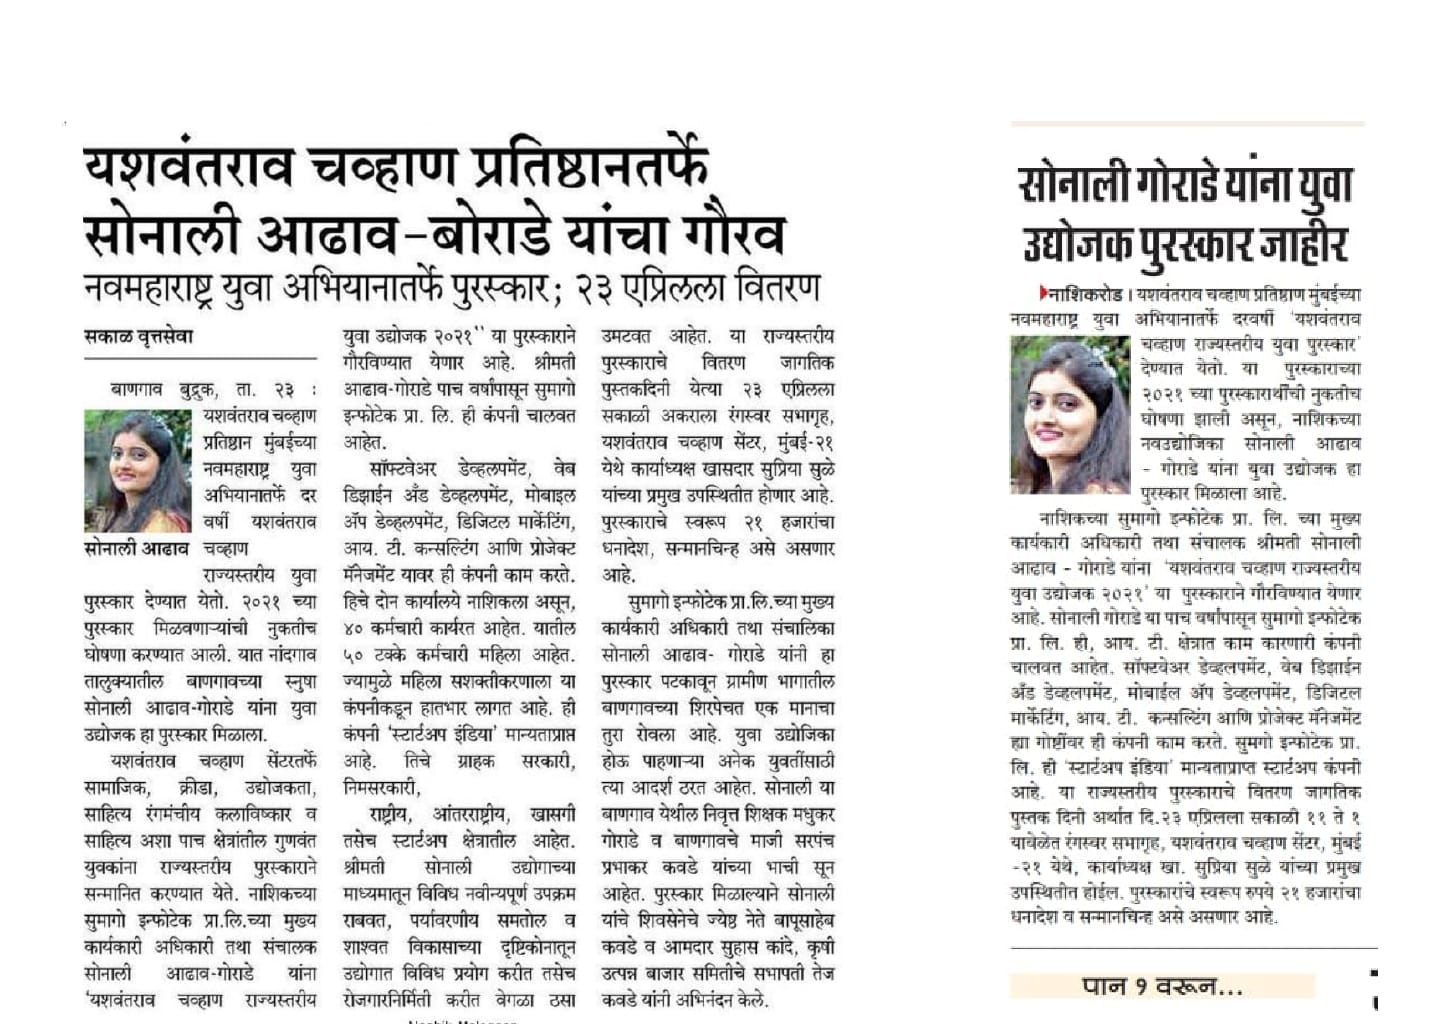 यशवंतराव चव्हाण प्रतिष्ठानतर्फे
सोनाली आढाव-बोराडे यांचा गौरव
नवमहाराष्ट्र युवा अभियानातर्फे पुरस्कार; २३ एप्रिलला वितरण
सकाळ वृत्तसेवा
बाणगाव बुद्रुक, ता. २३ :
यशवंतराव चव्हाण
प्रतिष्ठान मुंबईच्या
नवमहाराष्ट्र युवा
अभियानातर्फे दर
वर्षी यशवंतराव
सोनाली आढाव
चव्हाण
राज्यस्तरीय युवा
पुरस्कार देण्यात येतो. २०२१ च्या
पुरस्कार मिळवणाऱ्यांची नुकतीच
घोषणा करण्यात आली. यात नांदगाव
तालुक्यातील बाणगावच्या स्नुषा
सोनाली आढाव-गोराडे यांना युवा
उद्योजक हा पुरस्कार मिळाला.
यशवंतराव चव्हाण सेंटरतर्फे
सामाजिक, क्रीडा, उद्योजकता,
साहित्य रंगमंचीय कलाविष्कार व
साहित्य अशा पाच क्षेत्रांतील गुणवंत
युवकांना राज्यस्तरीय पुरस्काराने
सन्मानित करण्यात येते. नाशिकच्या
सुमागो इन्फोटेक प्रा.लि.च्या मुख्य
कार्यकारी अधिकारी तथा संचालक
सोनाली आढाव-गोराडे यांना
'यशवंतराव चव्हाण राज्यस्तरीय
युवा उद्योजक २०२१'' या पुरस्काराने
गौरविण्यात येणार आहे. श्रीमती
आढाव-गोराडे पाच वर्षांपासून सुमागो
इन्फोटेक प्रा. लि. ही कंपनी चालवत
आहेत.
सॉफ्टवेअर डेव्हलपमेंट, वेब
डिझाईन अँड डेव्हलपमेंट, मोबाइल
ॲप डेव्हलपमेंट, डिजिटल मार्केटिंग,
आय. टी. कन्सल्टिंग आणि प्रोजेक्ट
मॅनेजमेंट यावर ही कंपनी काम करते.
हिचे दोन कार्यालये नाशिकला असून,
४० कर्मचारी कार्यरत आहेत. यातील
५० टक्के कर्मचारी महिला आहेत.
ज्यामुळे महिला सशक्तीकरणाला या
कंपनीकडून हातभार लागत आहे. ही
कंपनी 'स्टार्टअप इंडिया' मान्यताप्राप्त
आहे. तिचे ग्राहक सरकारी,
निमसरकारी,
राष्ट्रीय, आंतरराष्ट्रीय, खासगी
तसेच स्टार्टअप क्षेत्रातील आहेत.
श्रीमती सोनाली उद्योगाच्या
माध्यमातून विविध नवीन्यपूर्ण उपक्रम
राबवत, पर्यावरणीय समतोल व
शाश्वत विकासाच्या दृष्टिकोनातून
उद्योगात विविध प्रयोग करीत तसेच
रोजगारनिर्मिती करीत वेगळा ठसा
उमटवत आहेत. या राज्यस्तरीय
पुरस्काराचे वितरण जागतिक
पुस्तकदिनी येत्या २३ एप्रिलला
सकाळी अकराला रंगस्वर सभागृह,
यशवंतराव चव्हाण सेंटर, मुंबई-२१
येथे कार्याध्यक्ष खासदार सुप्रिया सुळे
यांच्या प्रमुख उपस्थितीत होणार आहे.
पुरस्काराचे स्वरूप २१ हजारांचा
धनादेश, सन्मानचिन्ह असे असणार
आहे.
सुमागो इन्फोटेक प्रा.लि.च्या मुख्य
कार्यकारी अधिकारी तथा संचालिका
सोनाली आढाव- गोराडे यांनी हा
पुरस्कार पटकावून ग्रामीण भागातील
बाणगावच्या शिरपेचत एक मानाचा
तुरा रोवला आहे. युवा उद्योजिका
होऊ पाहणाऱ्या अनेक युवतींसाठी
त्या आदर्श ठरत आहेत. सोनाली या
बाणगाव येथील निवृत्त शिक्षक मधुकर
गोराडे व बाणगावचे माजी सरपंच
प्रभाकर कवडे यांच्या भाची सून
आहेत. पुरस्कार मिळाल्याने सोनाली
यांचे शिवसेनेचे ज्येष्ठ नेते बापूसाहेब
कवडे व आमदार सुहास कांदे, कृषी
उत्पन्न बाजार समितीचे सभापती तेज
कवडे यांनी अभिनंदन केले.
सोनाली गोराडे यांना युवा
उद्योजक पुरस्कार जाहीर
नाशिकरोड । यशवंतराव चव्हाण प्रतिष्ठाण मुंबईच्या
नवमहाराष्ट्र युवा अभियानातर्फे दरवर्षी 'यशवंतराव
चव्हाण राज्यस्तरीय युवा पुरस्कार'
देण्यात येतो. या पुरस्काराच्या
२०२१ च्या पुरस्कारार्थींची नुकतीच
घोषणा झाली असून, नाशिकच्या
नवउद्योजिका सोनाली आढाव
- गोराडे यांना युवा उद्योजक हा
पुरस्कार मिळाला आहे.
नाशिकच्या सुमागो इन्फोटेक प्रा. लि. च्या मुख्य
कार्यकारी अधिकारी तथा संचालक श्रीमती सोनाली
आढाव - गोराडे यांना 'यशवंतराव चव्हाण राज्यस्तरीय
युवा उद्योजक २०२१' या पुरस्काराने गौरविण्यात येणार
आहे. सोनाली गोराडे या पाच वर्षांपासून सुमागो इन्फोटेक
प्रा. लि. ही, आय. टी. क्षेत्रात काम कारणारी कंपनी
चालवत आहेत. सॉफ्टवेअर डेव्हलपमेंट, वेब डिझाईन
अँड डेव्हलपमेंट, मोबाईल ॲप डेव्हलपमेंट, डिजिटल
मार्केटिंग, आय. टी. कन्सल्टिंग आणि प्रोजेक्ट मॅनेजमेंट
ह्या गोष्टींवर ही कंपनी काम करते. सुमगो इन्फोटेक प्रा.
लि. ही 'स्टार्टअप इंडिया' मान्यताप्राप्त स्टार्टअप कंपनी
आहे. या राज्यस्तरीय पुरस्काराचे वितरण जागतिक
पुस्तक दिनी अर्थात दि.२३ एप्रिलला सकाळी ११ ते १
यावेळेत रंगस्वर सभागृह, यशवंतराव चव्हाण सेंटर, मुंबई
-२१ येथे, कार्याध्यक्ष खा. सुप्रिया सुळे यांच्या प्रमुख
उपस्थितीत होईल. पुरस्कारांचे स्वरूप रुपये २१ हजारांचा
धनादेश व सन्मानचिन्ह असे असणार आहे.
पान १ वरून...